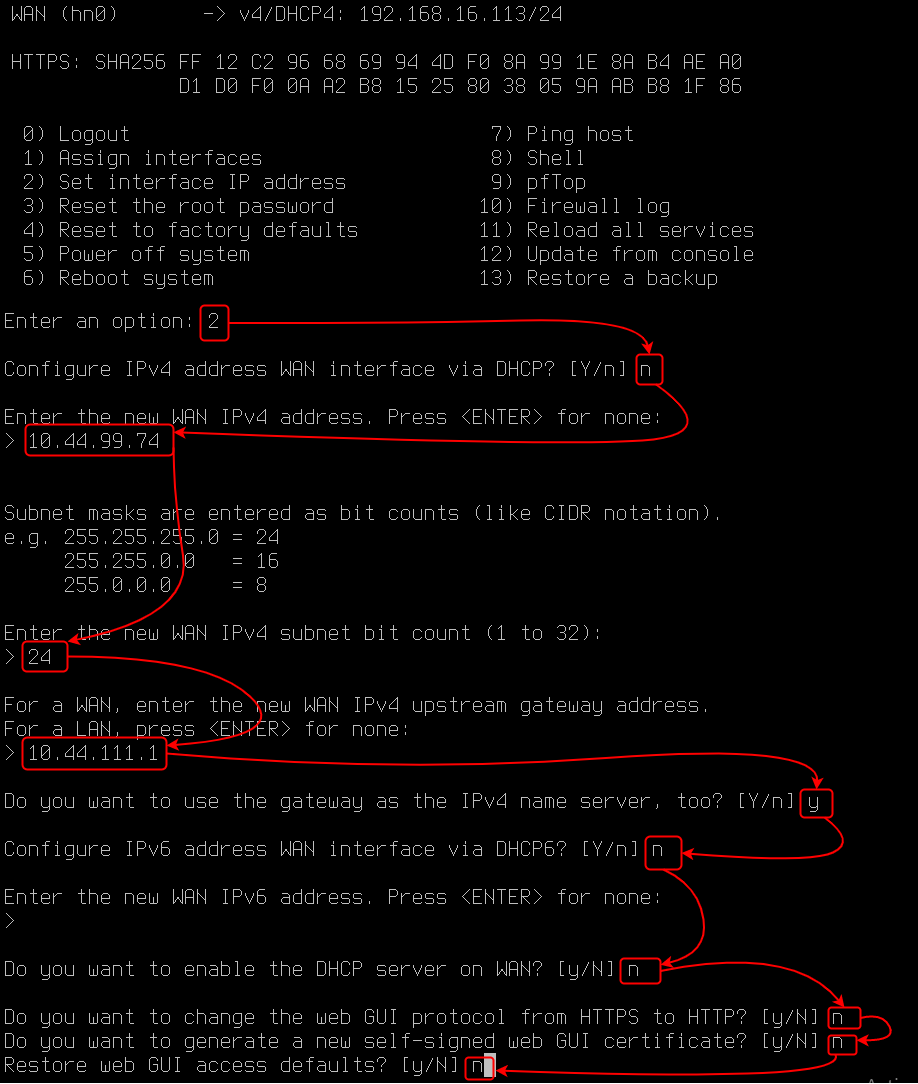 WAN (hn0) -> v4/DHCP4: 192.168.16.113/24
HTTPS: SHA256 FF 12 C2 96 68 69 94 4D F0 8A 99 1E 8A B4 AE A0
D1 D0 F0 0A A2 B8 15 25 80 38 05 9A AB B8 1F 86
0) Logout 7) Ping host
1) Assign interfaces 8) Shell
2) Set interface IP address 9) pfTop
3) Reset the root password 10) Firewall log
4) Reset to factory defaults 11) Reload all services
5) Power off system 12) Update from console
6) Reboot system 13) Restore a backup
Enter an option: 2
Configure IPv4 address WAN interface via DHCP? [Y/n] n
Enter the new WAN IPv4 address. Press <ENTER> for none:
> 10.44.99.74
Subnet masks are entered as bit counts (like CIDR notation).
e.g. 255.255.255.0 = 24
255.255.0.0 = 16
255.0.0.0 = 8
Enter the new WAN IPv4 subnet bit count (1 to 32):
> 24
For a WAN, enter the new WAN IPv4 upstream gateway address.
For a LAN, press <ENTER> for none:
> 10.44.111.1
Do you want to use the gateway as the IPv4 name server, too? [Y/n] y
Configure IPv6 address WAN interface via DHCP6? [Y/n] n
Enter the new WAN IPv6 address. Press <ENTER> for none:
>
Do you want to enable the DHCP server on WAN? [y/N] n
Do you want to change the web GUI protocol from HTTPS to HTTP? [y/N] n
Do you want to generate a new self-signed web GUI certificate? [y/N] n
Restore web GUI access defaults? [y/N] n